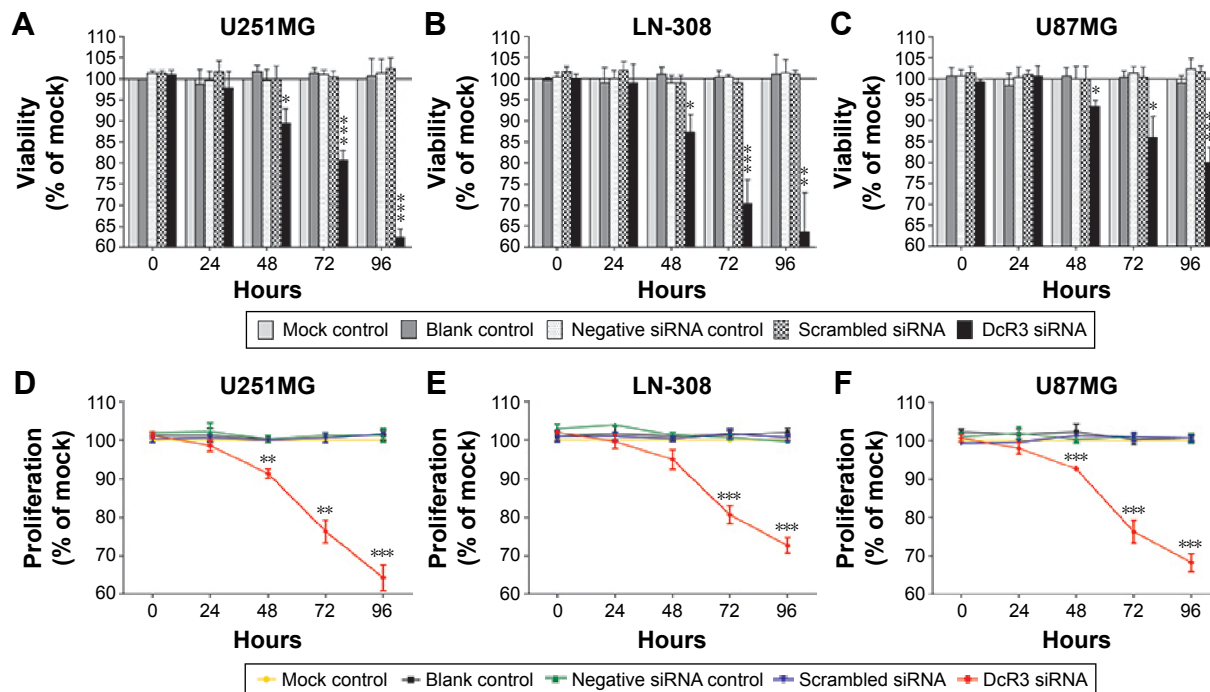 A U251MG
Viability
(% of mock)
110
105
100
95
90
85
80
75
70
65
60
*
***
***
0 24 48 72 96
Hours
B LN-308
Viability
(% of mock)
110
105
100
95
90
85
80
75
70
65
60
*
***
**
0 24 48 72 96
Hours
C U87MG
Viability
(% of mock)
110
105
100
95
90
85
80
75
70
65
60
*
*
***
0 24 48 72 96
Hours
Mock control Blank control Negative siRNA control Scrambled siRNA DcR3 siRNA
D U251MG
Proliferation
(% of mock)
110
100
90
80
70
60
**
**
***
0 24 48 72 96
Hours
E LN-308
Proliferation
(% of mock)
110
100
90
80
70
60
***
***
0 24 48 72 96
Hours
F U87MG
Proliferation
(% of mock)
110
100
90
80
70
60
***
***
***
0 24 48 72 96
Hours
Mock control Blank control Negative siRNA control Scrambled siRNA DcR3 siRNA